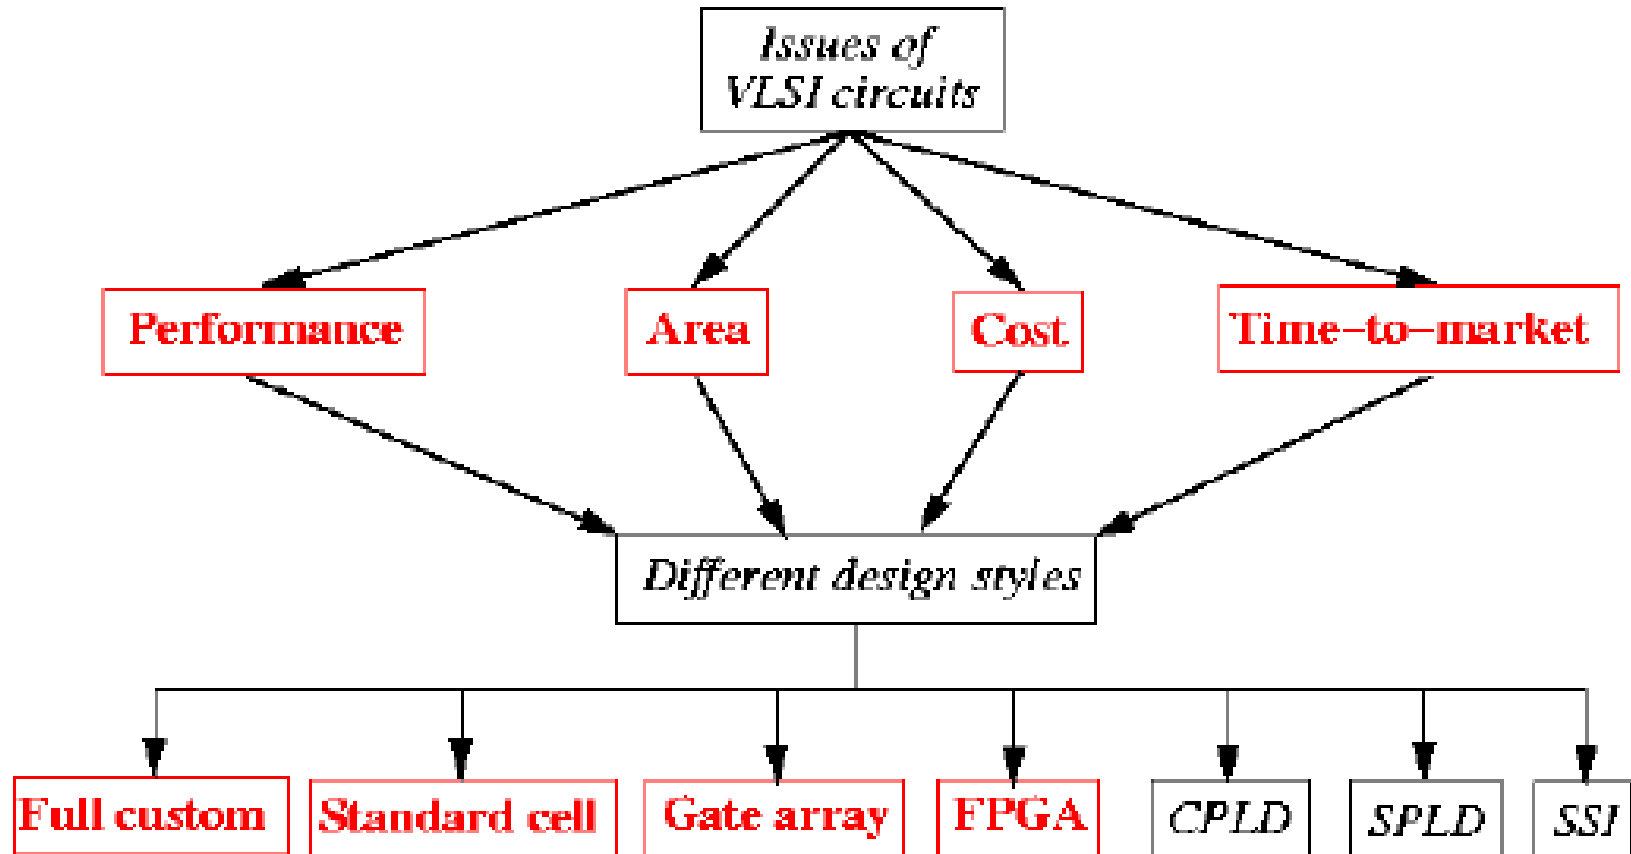 Issues of
VLSI circuits
Performance
Area
Cost
Time-to-market
Different design styles
Full custom
Standard cell
Gate array
FPGA
CPLD
SPLD
SSI